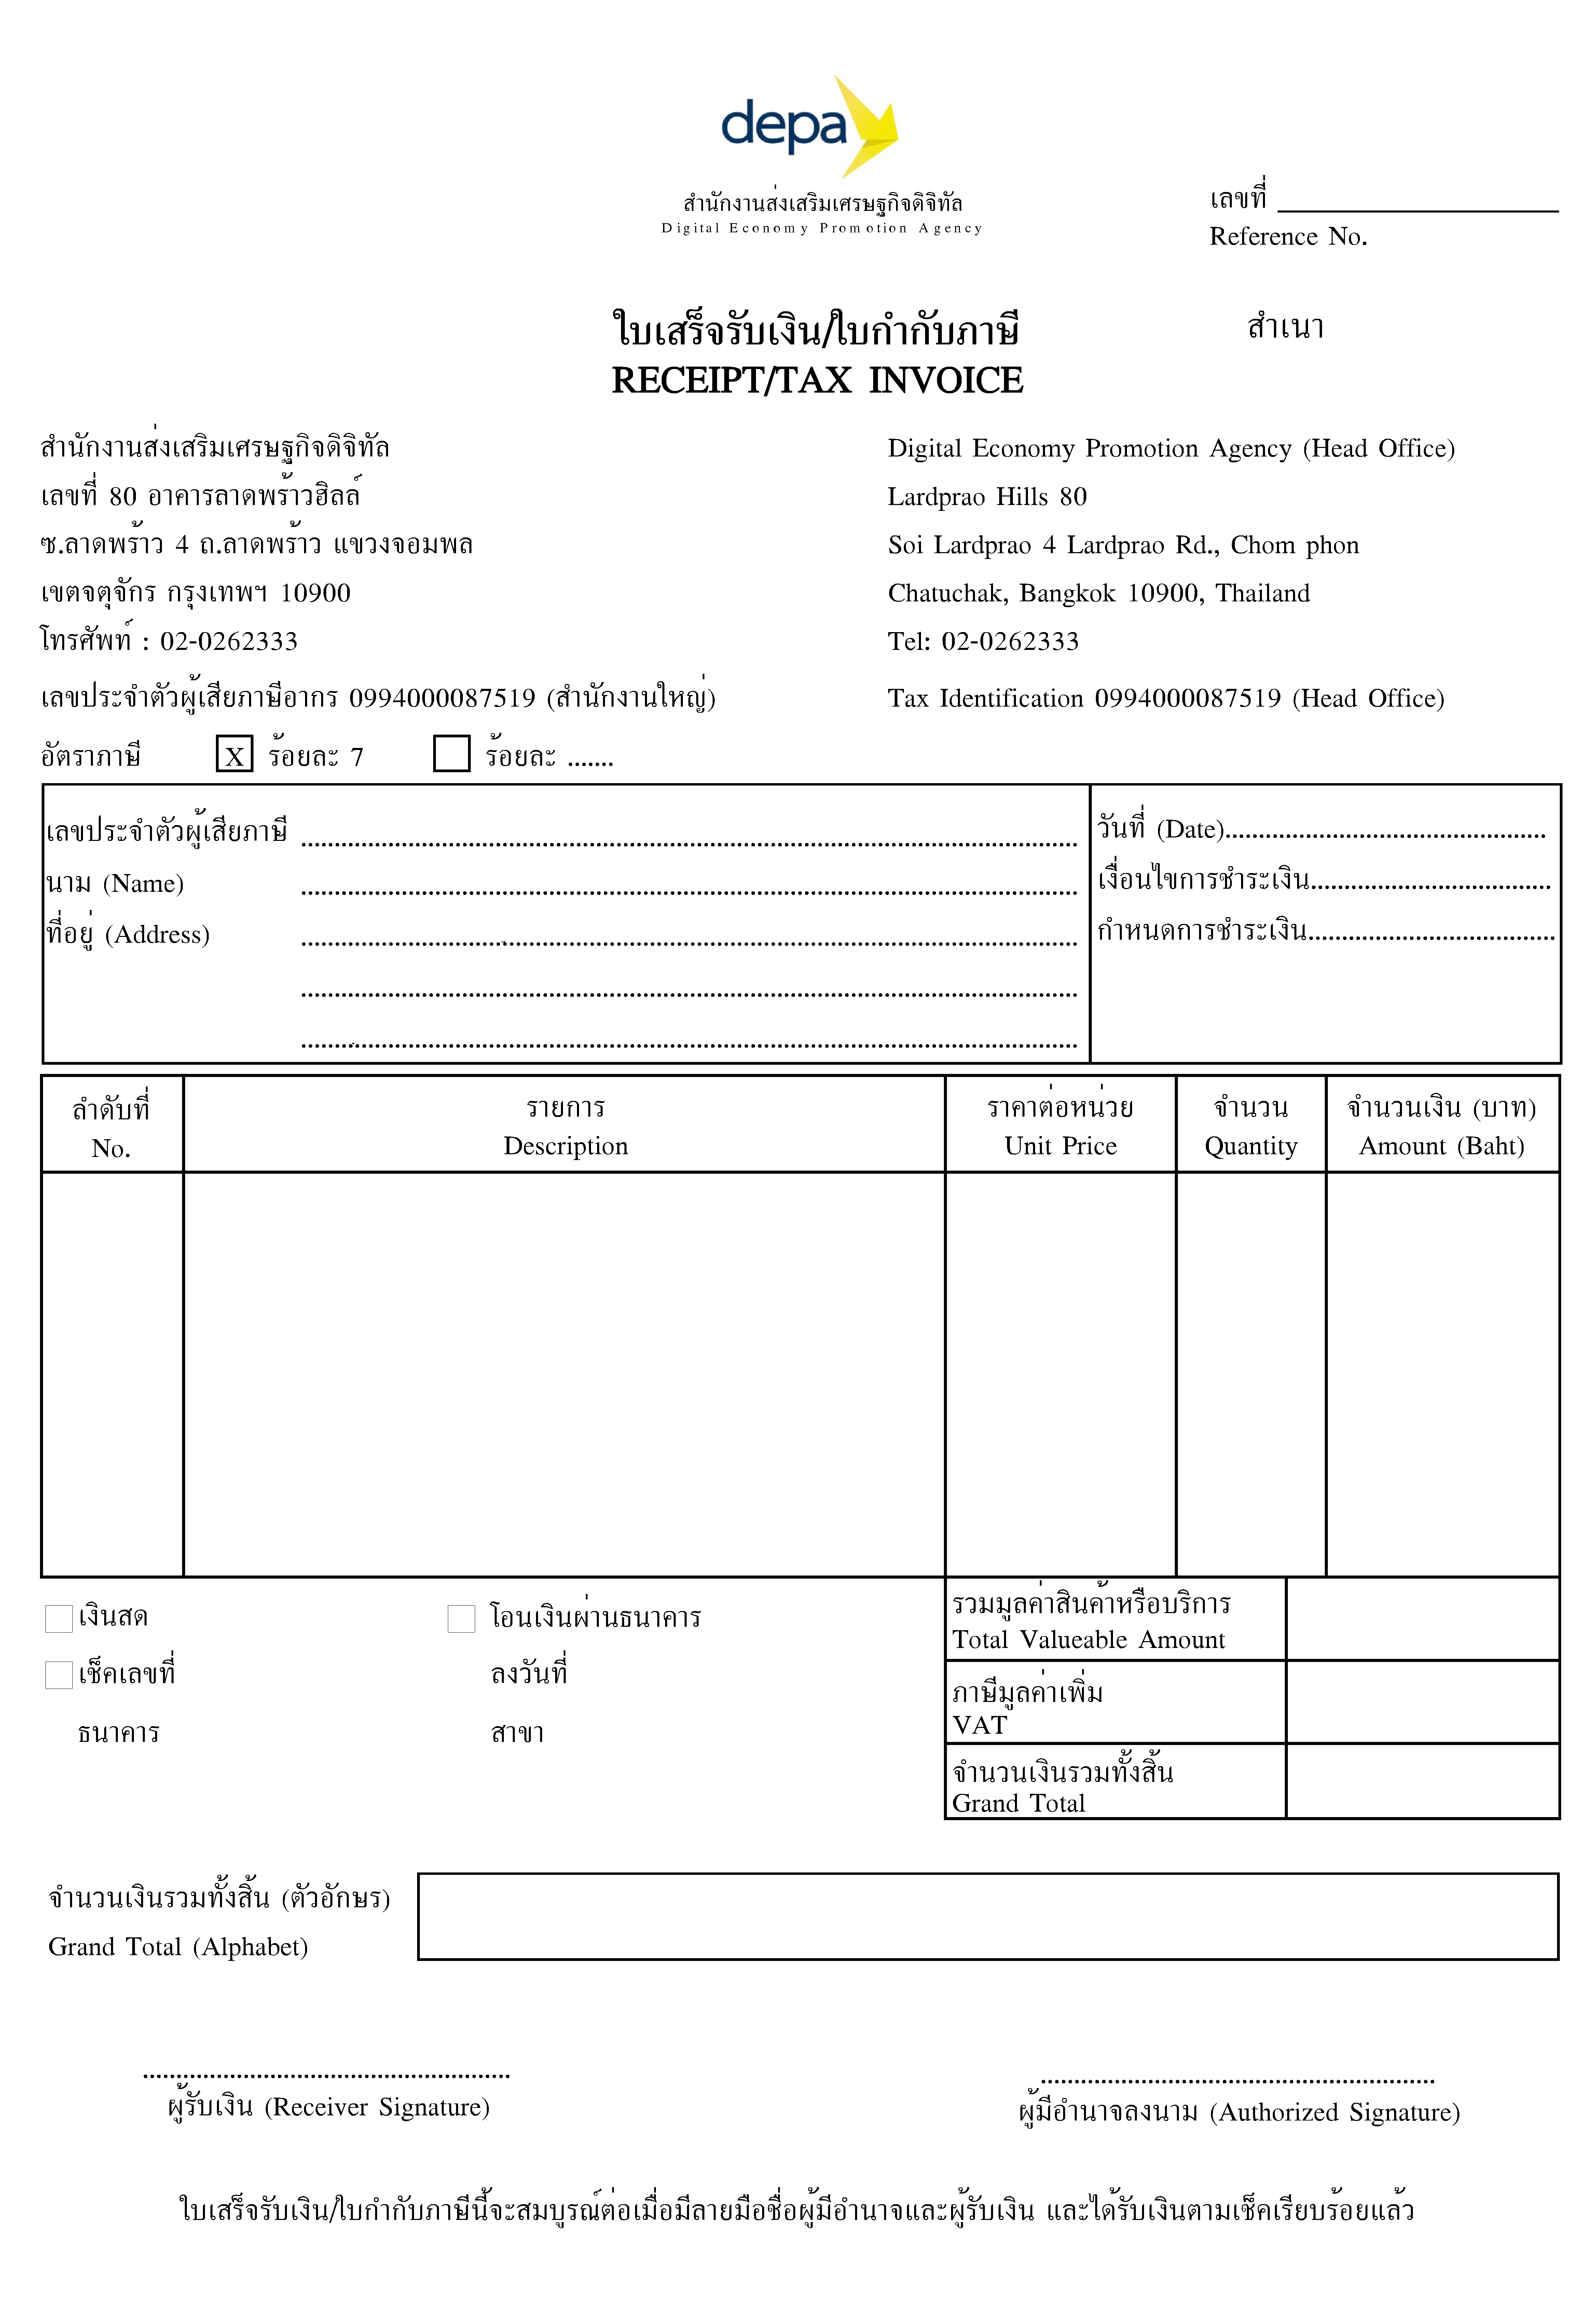 depa
สำนักงานส่งเสริมเศรษฐกิจดิจิทัล
Digital Economy Promotion Agency
เลขที่
Reference No.
ใบเสร็จรับเงิน/ใบกำกับภาษี
สำเนา
RECEIPT/TAX INVOICE
สำนักงานส่งเสริมเศรษฐกิจดิจิทัล
Digital Economy Promotion Agency (Head Office)
เลขที่ 80 อาคารลาดพร้าวฮิลล์
Lardprao Hills 80
ซ.ลาดพร้าว 4 ถ.ลาดพร้าว แขวงจอมพล
Soi Lardprao 4 Lardprao Rd., Chom phon
เขตจตุจักร กรุงเทพฯ 10900
Chatuchak, Bangkok 10900, Thailand
โทรศัพท์ : 02-0262333
Tel: 02-0262333
เลขประจำตัวผู้เสียภาษีอากร 0994000087519 (สำนักงานใหญ่)
Tax Identification 0994000087519 (Head Office)
อัตราภาษี X ร้อยละ 7 ร้อยละ .......
เลขประจำตัวผู้เสียภาษี
นาม (Name)
ที่อยู่ (Address)
วันที่ (Date)................................................
เงื่อนไขการชำระเงิน....................................
กำหนดการชำระเงิน.....................................
ลำดับที่
No.
รายการ
Description
ราคาต่อหน่วย
Unit Price
จำนวน
Quantity
จำนวนเงิน (บาท)
Amount (Baht)
เงินสด
โอนเงินผ่านธนาคาร
เช็คเลขที่
ลงวันที่
ธนาคาร
สาขา
รวมมูลค่าสินค้าหรือบริการ
Total Valueable Amount
ภาษีมูลค่าเพิ่ม
VAT
จำนวนเงินรวมทั้งสิ้น
Grand Total
จำนวนเงินรวมทั้งสิ้น (ตัวอักษร)
Grand Total (Alphabet)
ผู้รับเงิน (Receiver Signature)
ผู้มีอำนาจลงนาม (Authorized Signature)
ใบเสร็จรับเงิน/ใบกำกับภาษีนี้จะสมบูรณ์ต่อเมื่อมีลายมือชื่อผู้มีอำนาจและผู้รับเงิน และได้รับเงินตามเช็คเรียบร้อยแล้ว